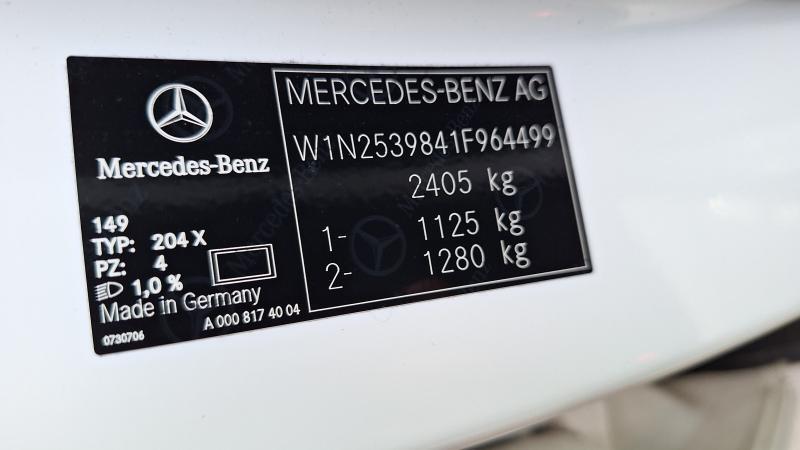 Mercedes-Benz
149
TYP: 204 X
PZ: 4
1,0 %
Made in Germany
0730706
A 000 817 40 04
MERCEDES-BENZ AG
W1N2539841F964499
2405 kg
1- 1125 kg
2- 1280 kg